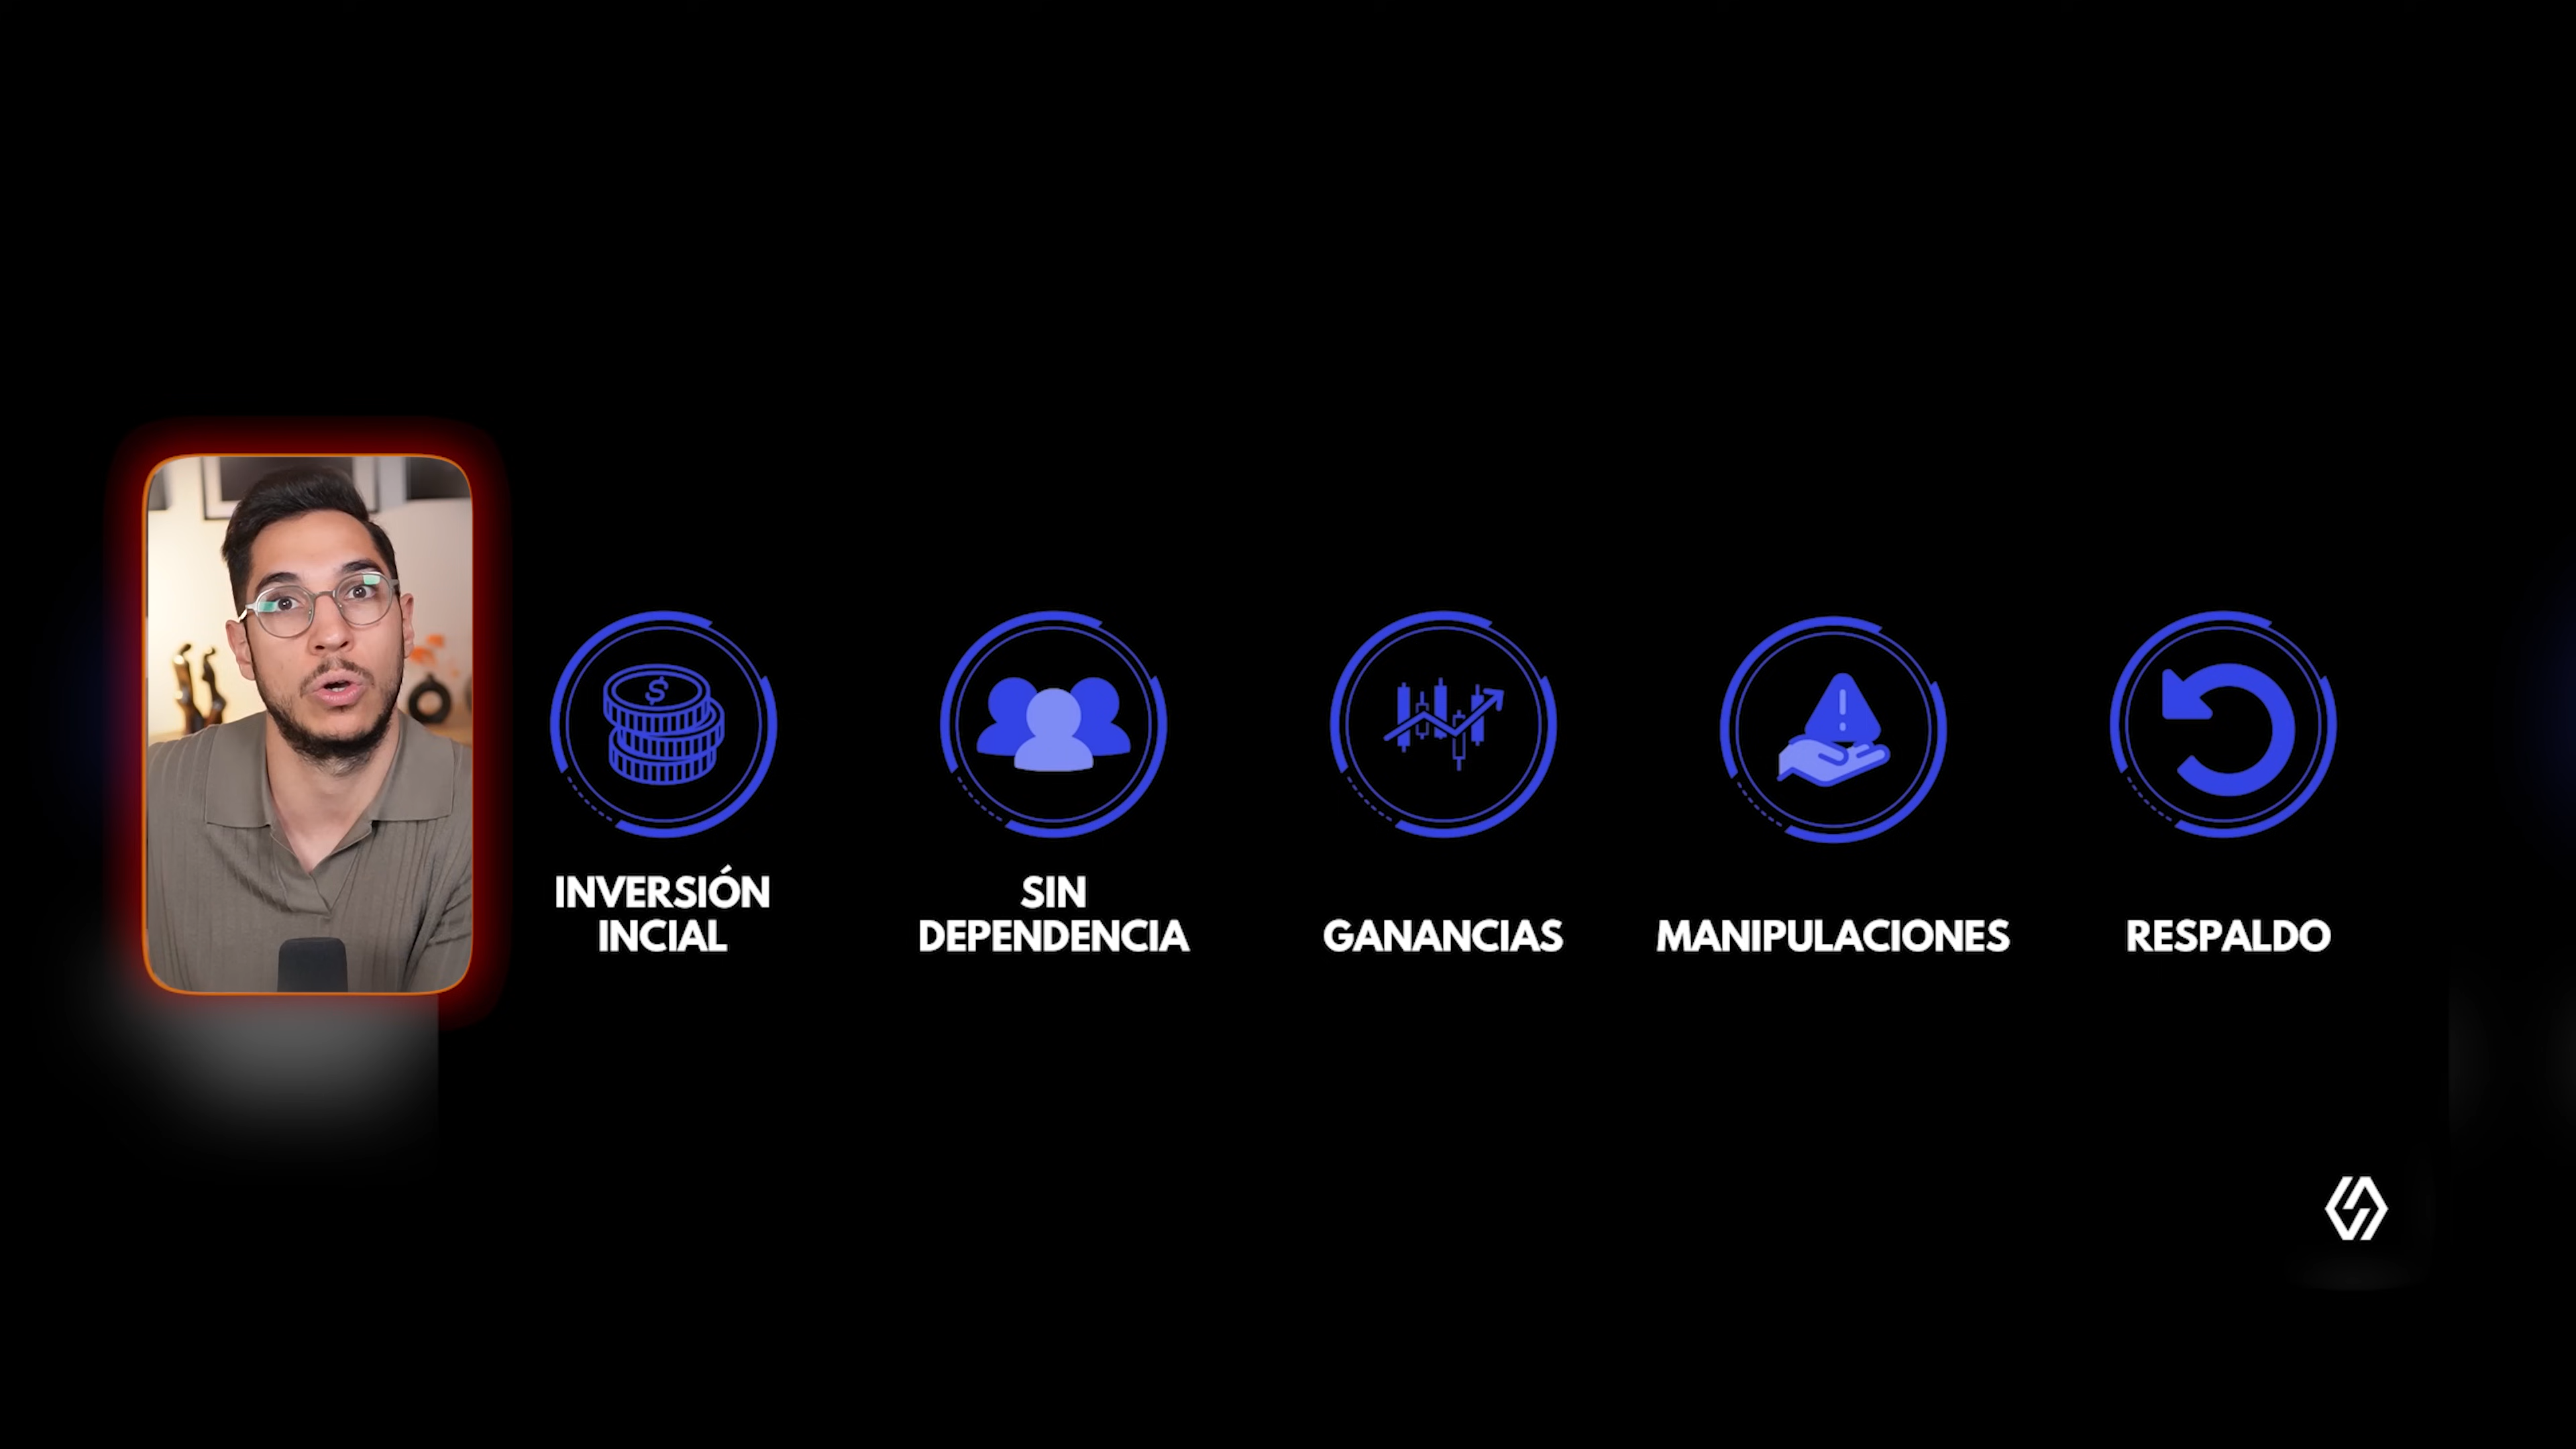 INVERSIÓN
INCIAL
SIN
DEPENDENCIA
GANANCIAS
MANIPULACIONES
RESPALDO